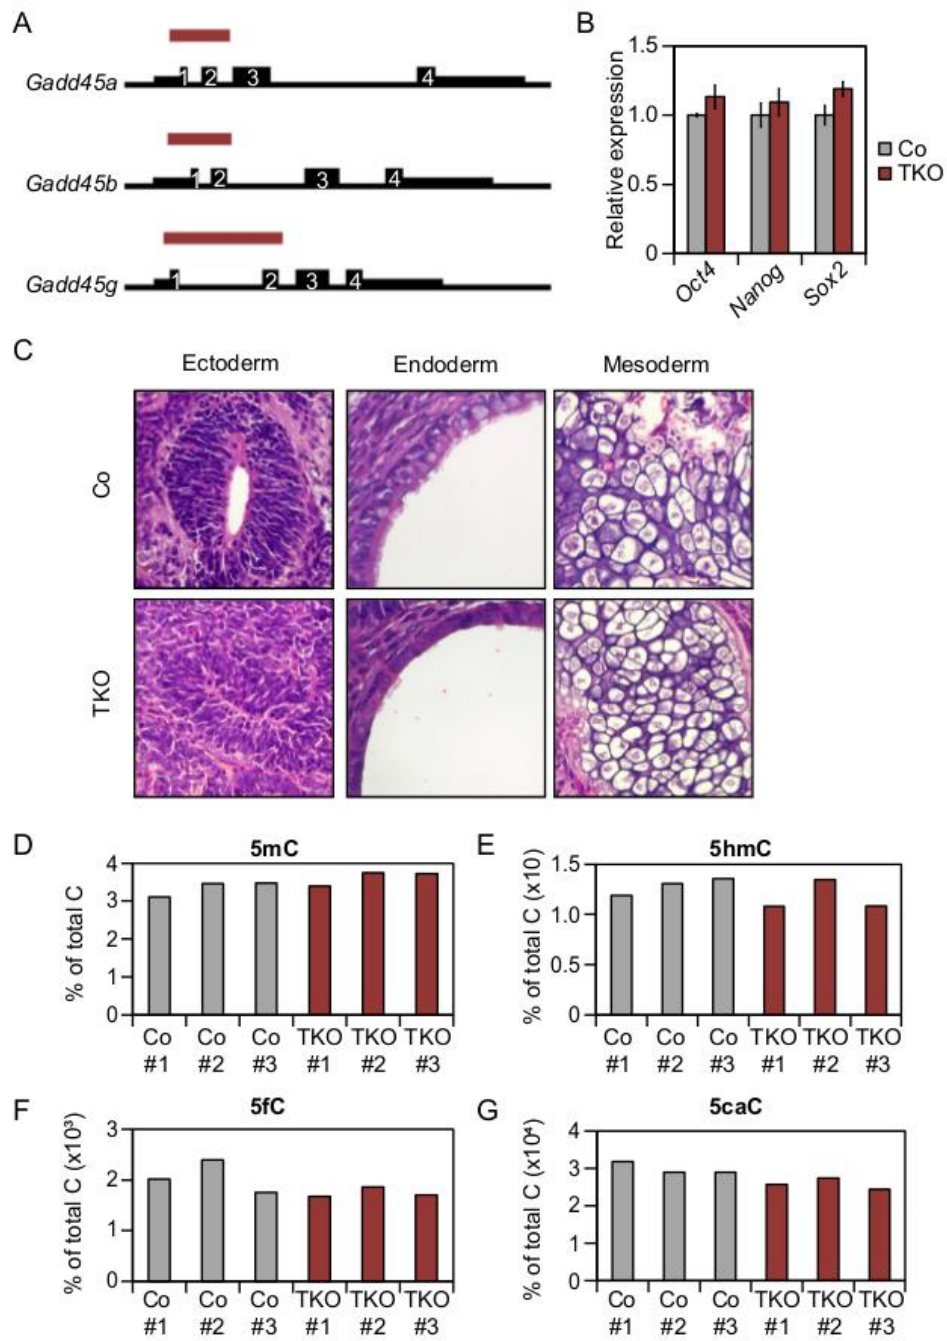 A
Gadd45a
1 2 3 4
Gadd45b
1 2 3 4
Gadd45g
1 2 3 4
B
Relative expression
1.5
1.0
0.5
0
Oct4 Nanog Sox2
Co
TKO
C
Ectoderm Endoderm Mesoderm
Co
TKO
D
5mC
% of total C
4
3
2
1
0
Co Co Co TKO TKO TKO
#1 #2 #3 #1 #2 #3
E
5hmC
% of total C (x10)
1.5
1.0
0.5
0
Co Co Co TKO TKO TKO
#1 #2 #3 #1 #2 #3
F
5fC
% of total C (x10³)
3
2
1
0
Co Co Co TKO TKO TKO
#1 #2 #3 #1 #2 #3
G
5caC
% of total C (x10⁴)
4
3
2
1
0
Co Co Co TKO TKO TKO
#1 #2 #3 #1 #2 #3